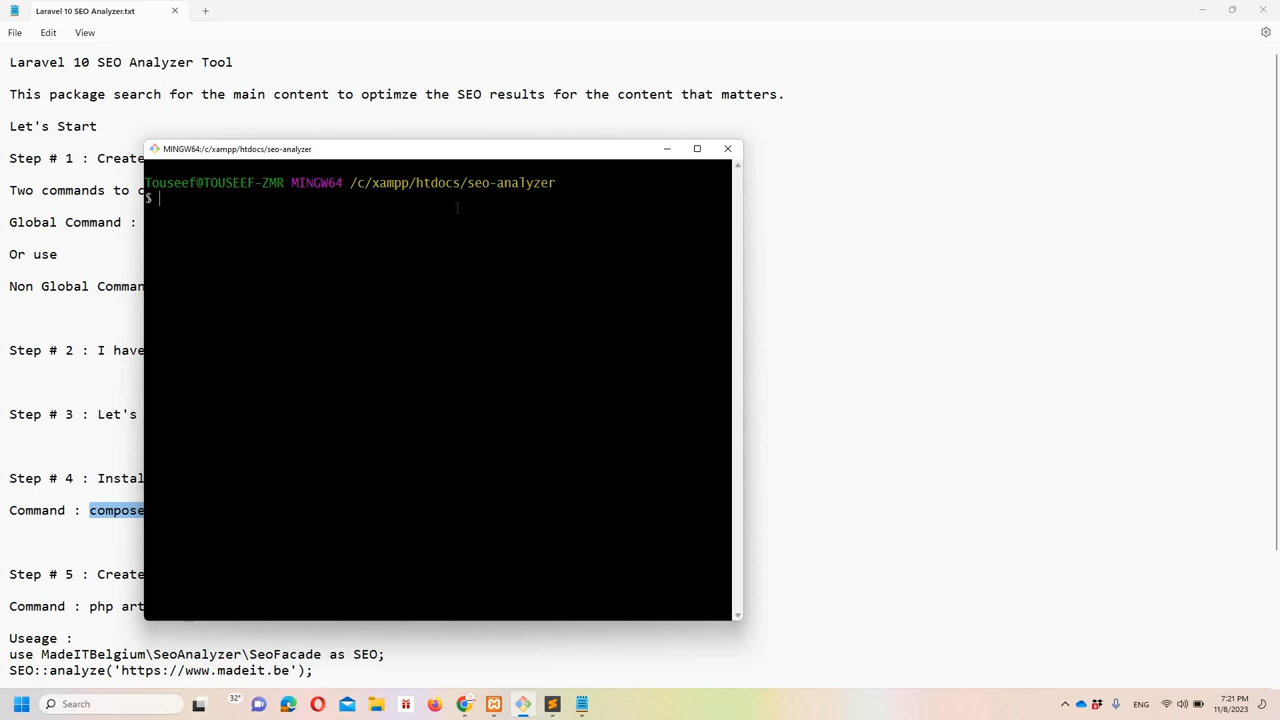 Laravel 10 SEO Analyzer.txt
File Edit View
Laravel 10 SEO Analyzer Tool
This package search for the main content to optimze the SEO results for the content that matters.
Let's Start
Step # 1 : Create
Two commands to c
Global Command :
Or use
Non Global Comman
Step # 2 : I have
Step # 3 : Let's
Step # 4 : Instal
Command : compose
Step # 5 : Create
Command : php art
Useage :
use MadeITBelgium\SeoAnalyzer\SeoFacade as SEO;
SEO::analyze('https://www.madeit.be');
MINGW64:/c/xampp/htdocs/seo-analyzer
Touseef@TOUSEEF-ZMR MINGW64 /c/xampp/htdocs/seo-analyzer
$
Search
32°
ENG
7:21 PM
11/8/2023